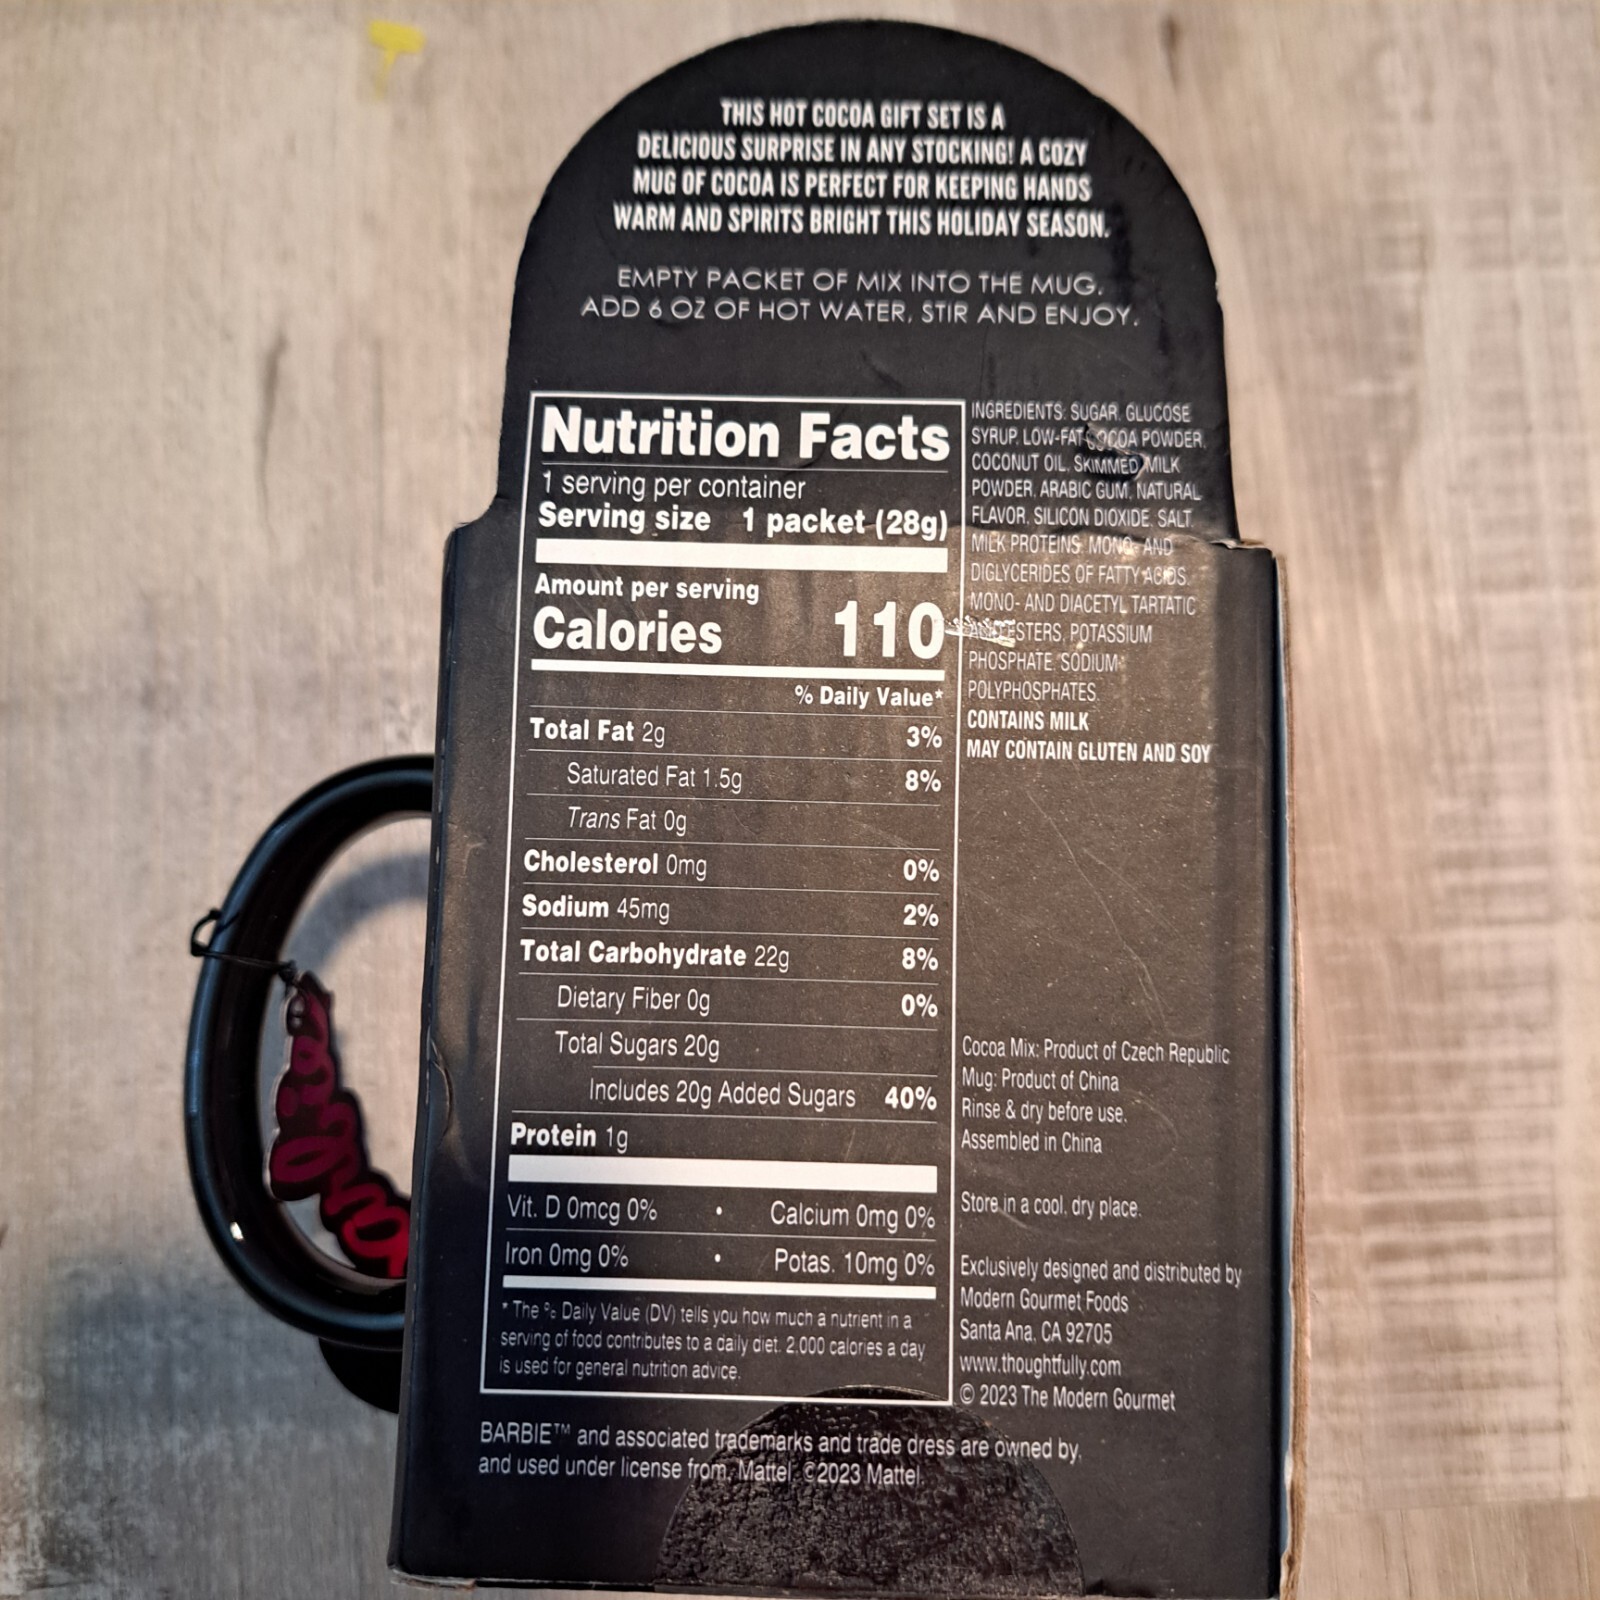 THIS HOT COCOA GIFT SET IS A
DELICIOUS SURPRISE IN ANY STOCKING! A COZY
MUG OF COCOA IS PERFECT FOR KEEPING HANDS
WARM AND SPIRITS BRIGHT THIS HOLIDAY SEASON.
EMPTY PACKET OF MIX INTO THE MUG.
ADD 6 OZ OF HOT WATER, STIR AND ENJOY.
Nutrition Facts
1 serving per container
Serving size 1 packet (28g)
Amount per serving
Calories 110
% Daily Value*
Total Fat 2g 3%
Saturated Fat 1.5g 8%
Trans Fat 0g
Cholesterol 0mg 0%
Sodium 45mg 2%
Total Carbohydrate 22g 8%
Dietary Fiber 0g 0%
Total Sugars 20g
Includes 20g Added Sugars 40%
Protein 1g
Vit. D 0mcg 0% • Calcium 0mg 0%
Iron 0mg 0% • Potas. 10mg 0%
* The % Daily Value (DV) tells you how much a nutrient in a
serving of food contributes to a daily diet. 2,000 calories a day
is used for general nutrition advice.
INGREDIENTS: SUGAR, GLUCOSE
SYRUP, LOW-FAT COCOA POWDER,
COCONUT OIL, SKIMMED MILK
POWDER, ARABIC GUM, NATURAL
FLAVOR, SILICON DIOXIDE, SALT,
MILK PROTEINS, MONO- AND
DIGLYCERIDES OF FATTY ACIDS,
MONO- AND DIACETYL TARTATIC
ESTERS, POTASSIUM
PHOSPHATE, SODIUM
POLYPHOSPHATES.
CONTAINS MILK
MAY CONTAIN GLUTEN AND SOY
Cocoa Mix: Product of Czech Republic
Mug: Product of China
Rinse & dry before use.
Assembled in China
Store in a cool, dry place.
Exclusively designed and distributed by
Modern Gourmet Foods
Santa Ana, CA 92705
www.thoughtfully.com
© 2023 The Modern Gourmet
BARBIE™ and associated trademarks and trade dress are owned by,
and used under license from, Mattel. ©2023 Mattel.